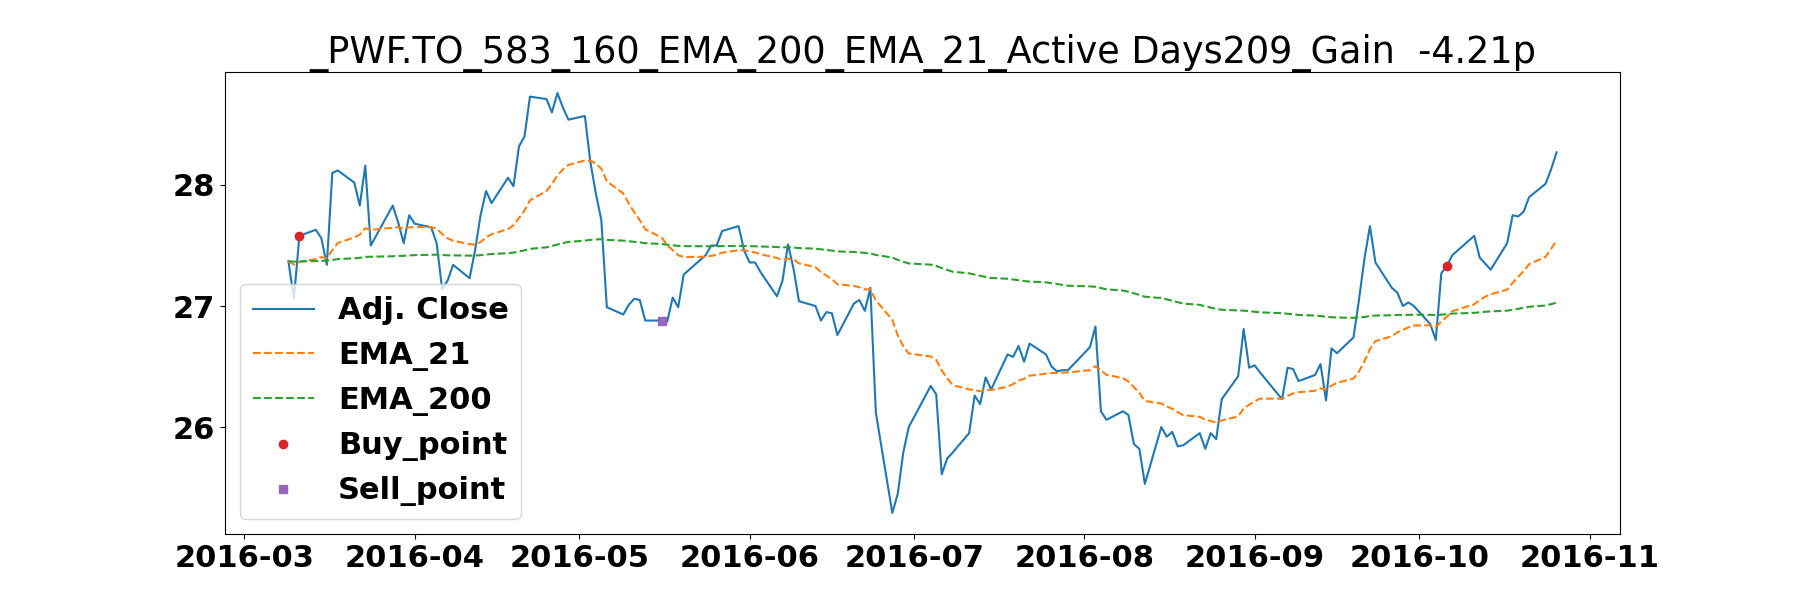 _PWF.TO_583_160_EMA_200_EMA_21_Active Days209_Gain  -4.21p
28
27
26
Adj. Close
EMA_21
EMA_200
Buy_point
Sell_point
2016-03 2016-04 2016-05 2016-06 2016-07 2016-08 2016-09 2016-10 2016-11